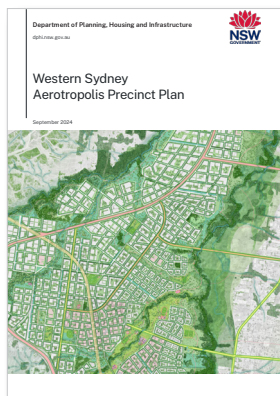 Department of Planning, Housing and Infrastructure
dphi.nsw.gov.au
NSW
GOVERNMENT
Western Sydney
Aerotropolis Precinct Plan
September 2024